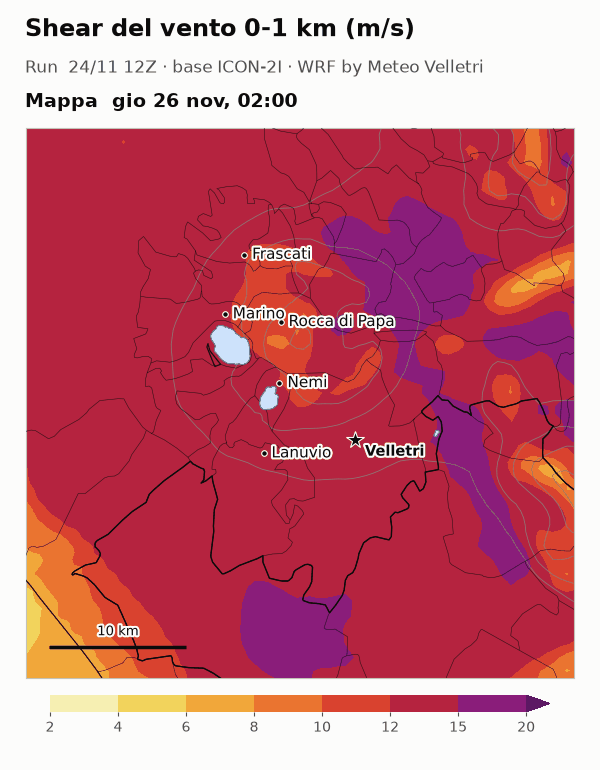 Shear del vento 0-1 km (m/s)
Run  24/11 12Z · base ICON-2I · WRF by Meteo Velletri
Mappa  gio 26 nov, 02:00
Frascati
Marino
Rocca di Papa
Nemi
Velletri
Lanuvio
10 km
2 4 6 8 10 12 15 20